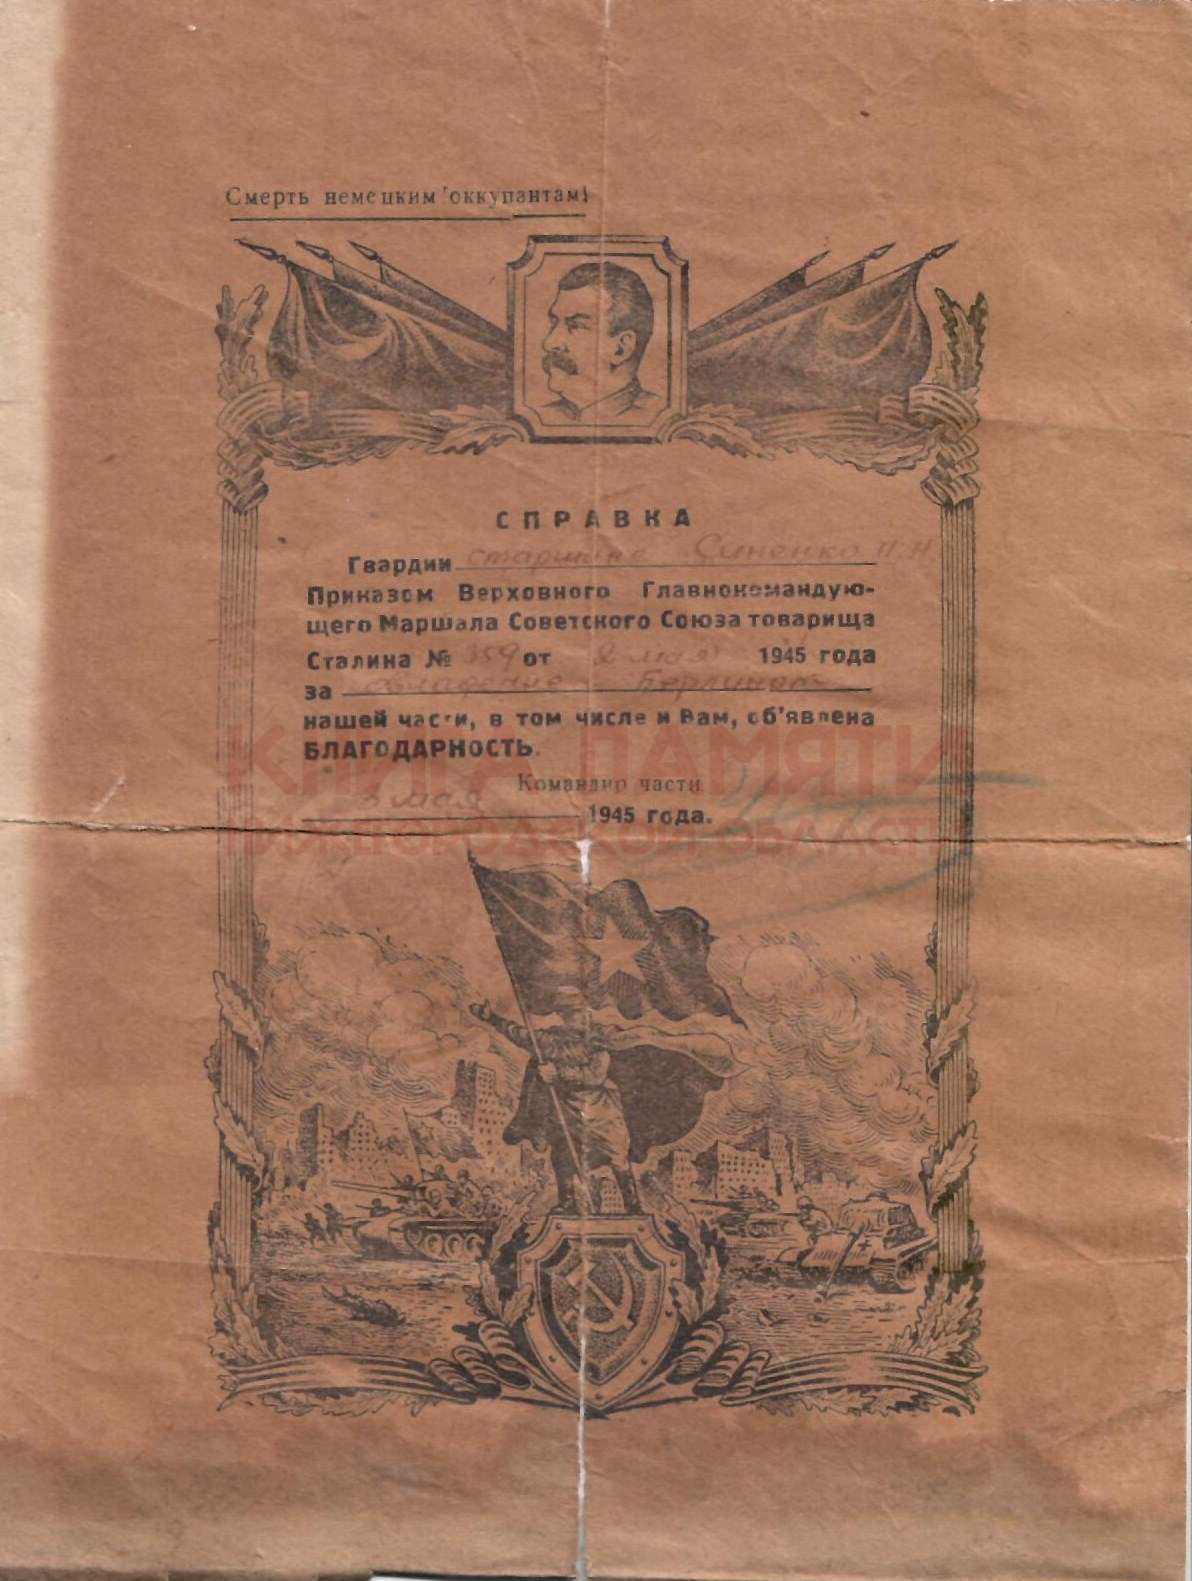 Смерть немецким оккупантам!
СПРАВКА
Гвардии старшине Синенко П. Н
Приказом Верховного Главнокомандую-
щего Маршала Советского Союза товарища
Сталина № 359 от 2 мая 1945 года
за овладение Берлином
нашей части, в том числе и Вам, об'явлена
БЛАГОДАРНОСТЬ.
Командир части
3 мая 1945 года.
КНИГА ПАМЯТИ
НИЖЕГОРОДСКОЙ ОБЛАСТИ